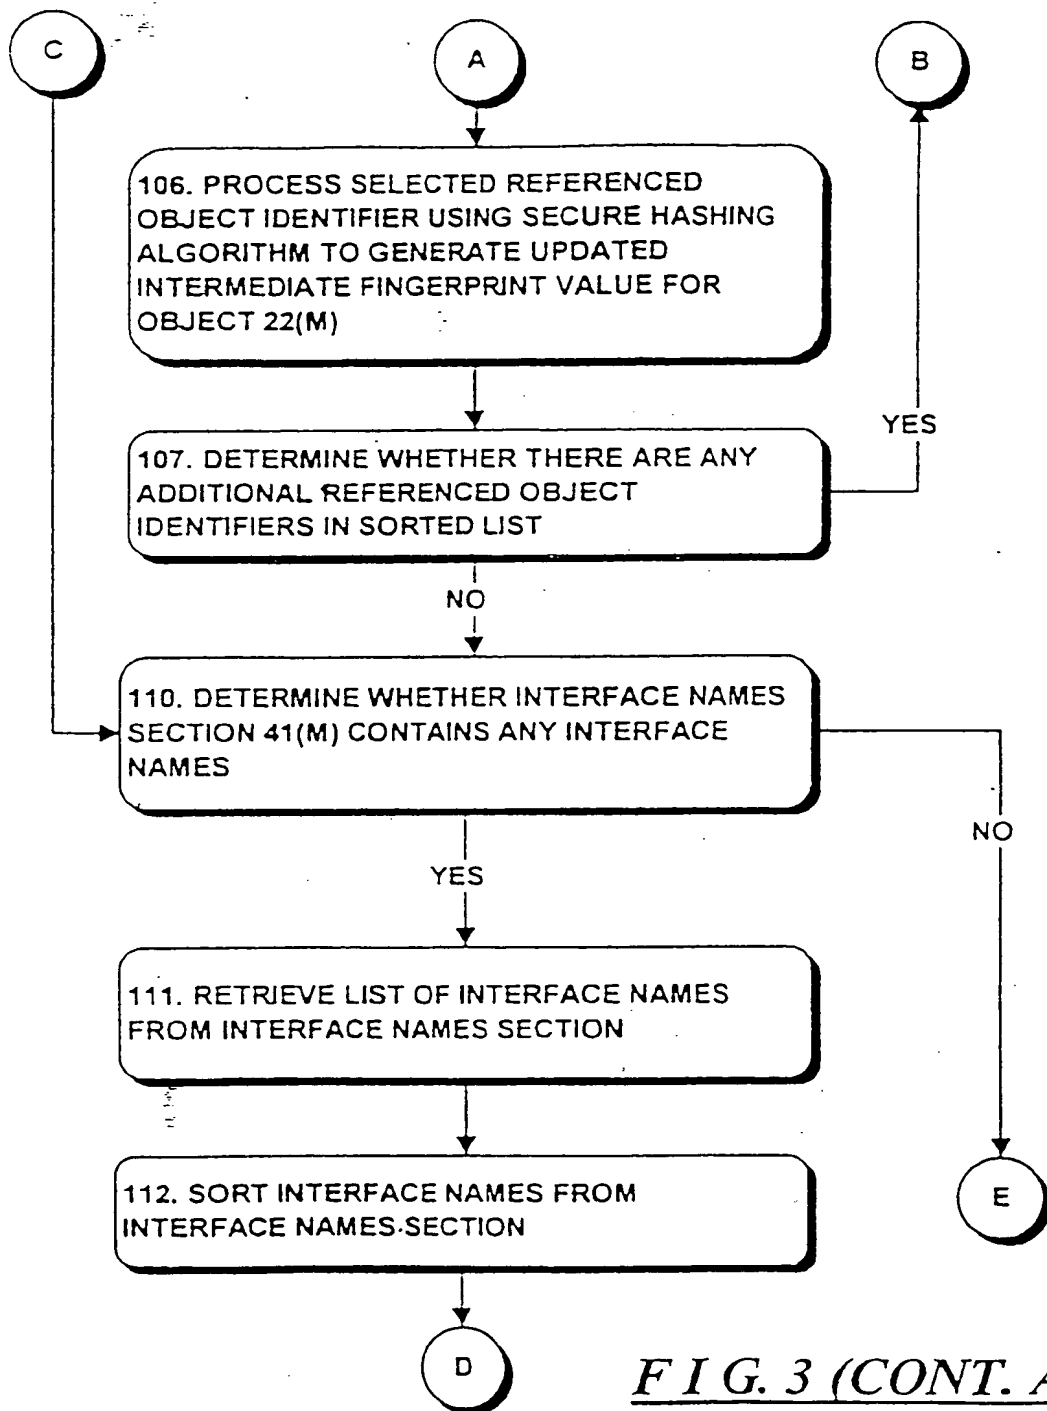 C
A
B
106. PROCESS SELECTED REFERENCED
OBJECT IDENTIFIER USING SECURE HASHING
ALGORITHM TO GENERATE UPDATED
INTERMEDIATE FINGERPRINT VALUE FOR
OBJECT 22(M)
YES
107. DETERMINE WHETHER THERE ARE ANY
ADDITIONAL REFERENCED OBJECT
IDENTIFIERS IN SORTED LIST
NO
110. DETERMINE WHETHER INTERFACE NAMES
SECTION 41(M) CONTAINS ANY INTERFACE
NAMES
NO
YES
111. RETRIEVE LIST OF INTERFACE NAMES
FROM INTERFACE NAMES SECTION
112. SORT INTERFACE NAMES FROM
INTERFACE NAMES SECTION
E
D
FIG. 3 (CONT. A